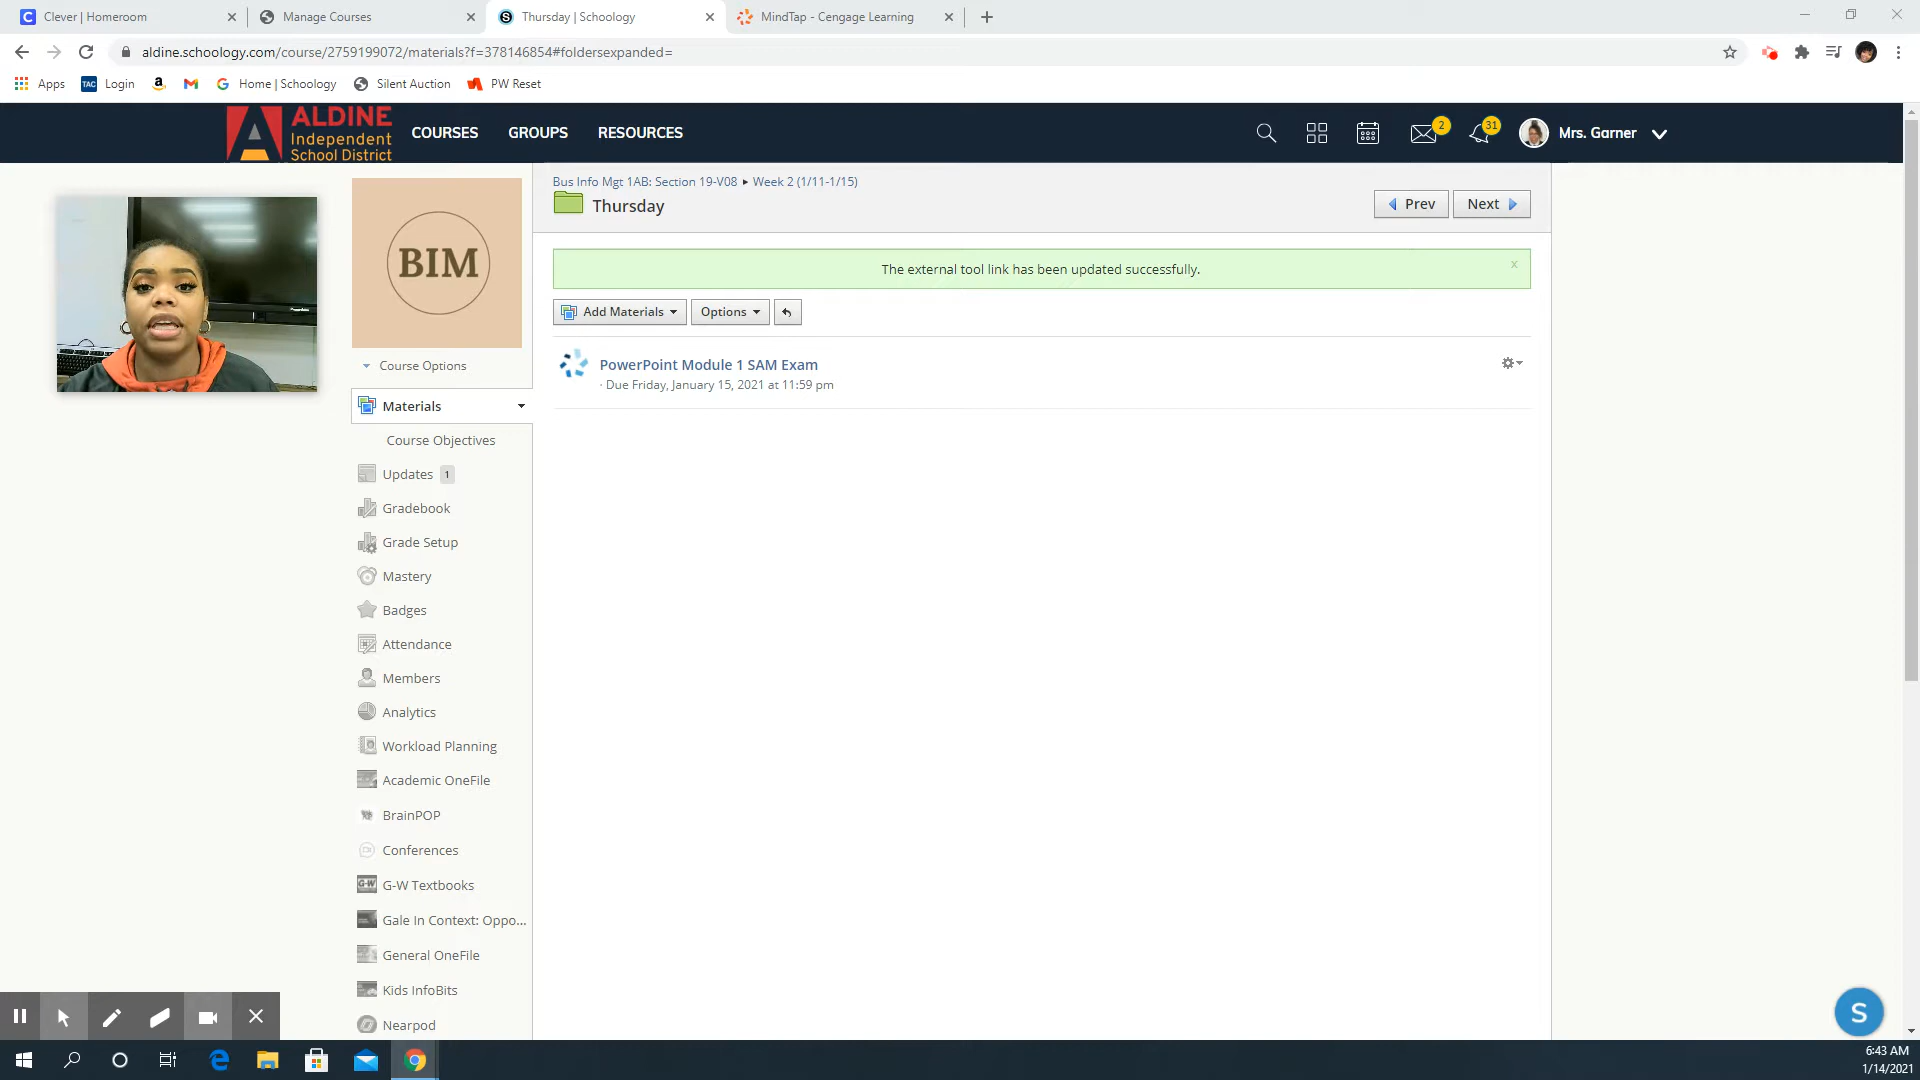 Clever | Homeroom
Manage Courses
Thursday | Schoology
MindTap - Cengage Learning
aldine.schoology.com/course/2759199072/materials?f=378146854#foldersexpanded=
Apps
TAC Login
Home | Schoology
Silent Auction
PW Reset
ALDINE
Independent
School District
COURSES
GROUPS
RESOURCES
2
31
Mrs. Garner
Bus Info Mgt 1AB: Section 19-V08 ▸ Week 2 (1/11-1/15)
Thursday
Prev
Next
BIM
The external tool link has been updated successfully.
x
Add Materials
Options
PowerPoint Module 1 SAM Exam
· Due Friday, January 15, 2021 at 11:59 pm
Course Options
Materials
Course Objectives
Updates 1
Gradebook
Grade Setup
Mastery
Badges
Attendance
Members
Analytics
Workload Planning
Academic OneFile
BrainPOP
Conferences
G-W G-W Textbooks
Gale In Context: Oppo...
General OneFile
Kids InfoBits
Nearpod
S
6:43 AM
1/14/2021